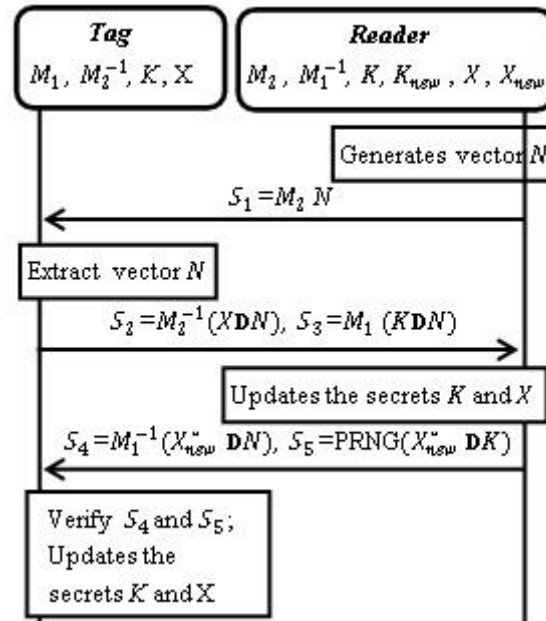 Tag
M₁, M₂⁻¹, K, X
Reader
M₂, M₁⁻¹, K, Kₙₑw, X, Xₙₑw
Generates vector N
S₁=M₂ N
Extract vector N
S₂=M₂⁻¹(XDN), S₃=M₁ (KDN)
Updates the secrets K and X
S₄=M₁⁻¹(X″ₙₑw DN), S₅=PRNG(X″ₙₑw DK)
Verify S₄ and S₅;
Updates the
secrets K and X